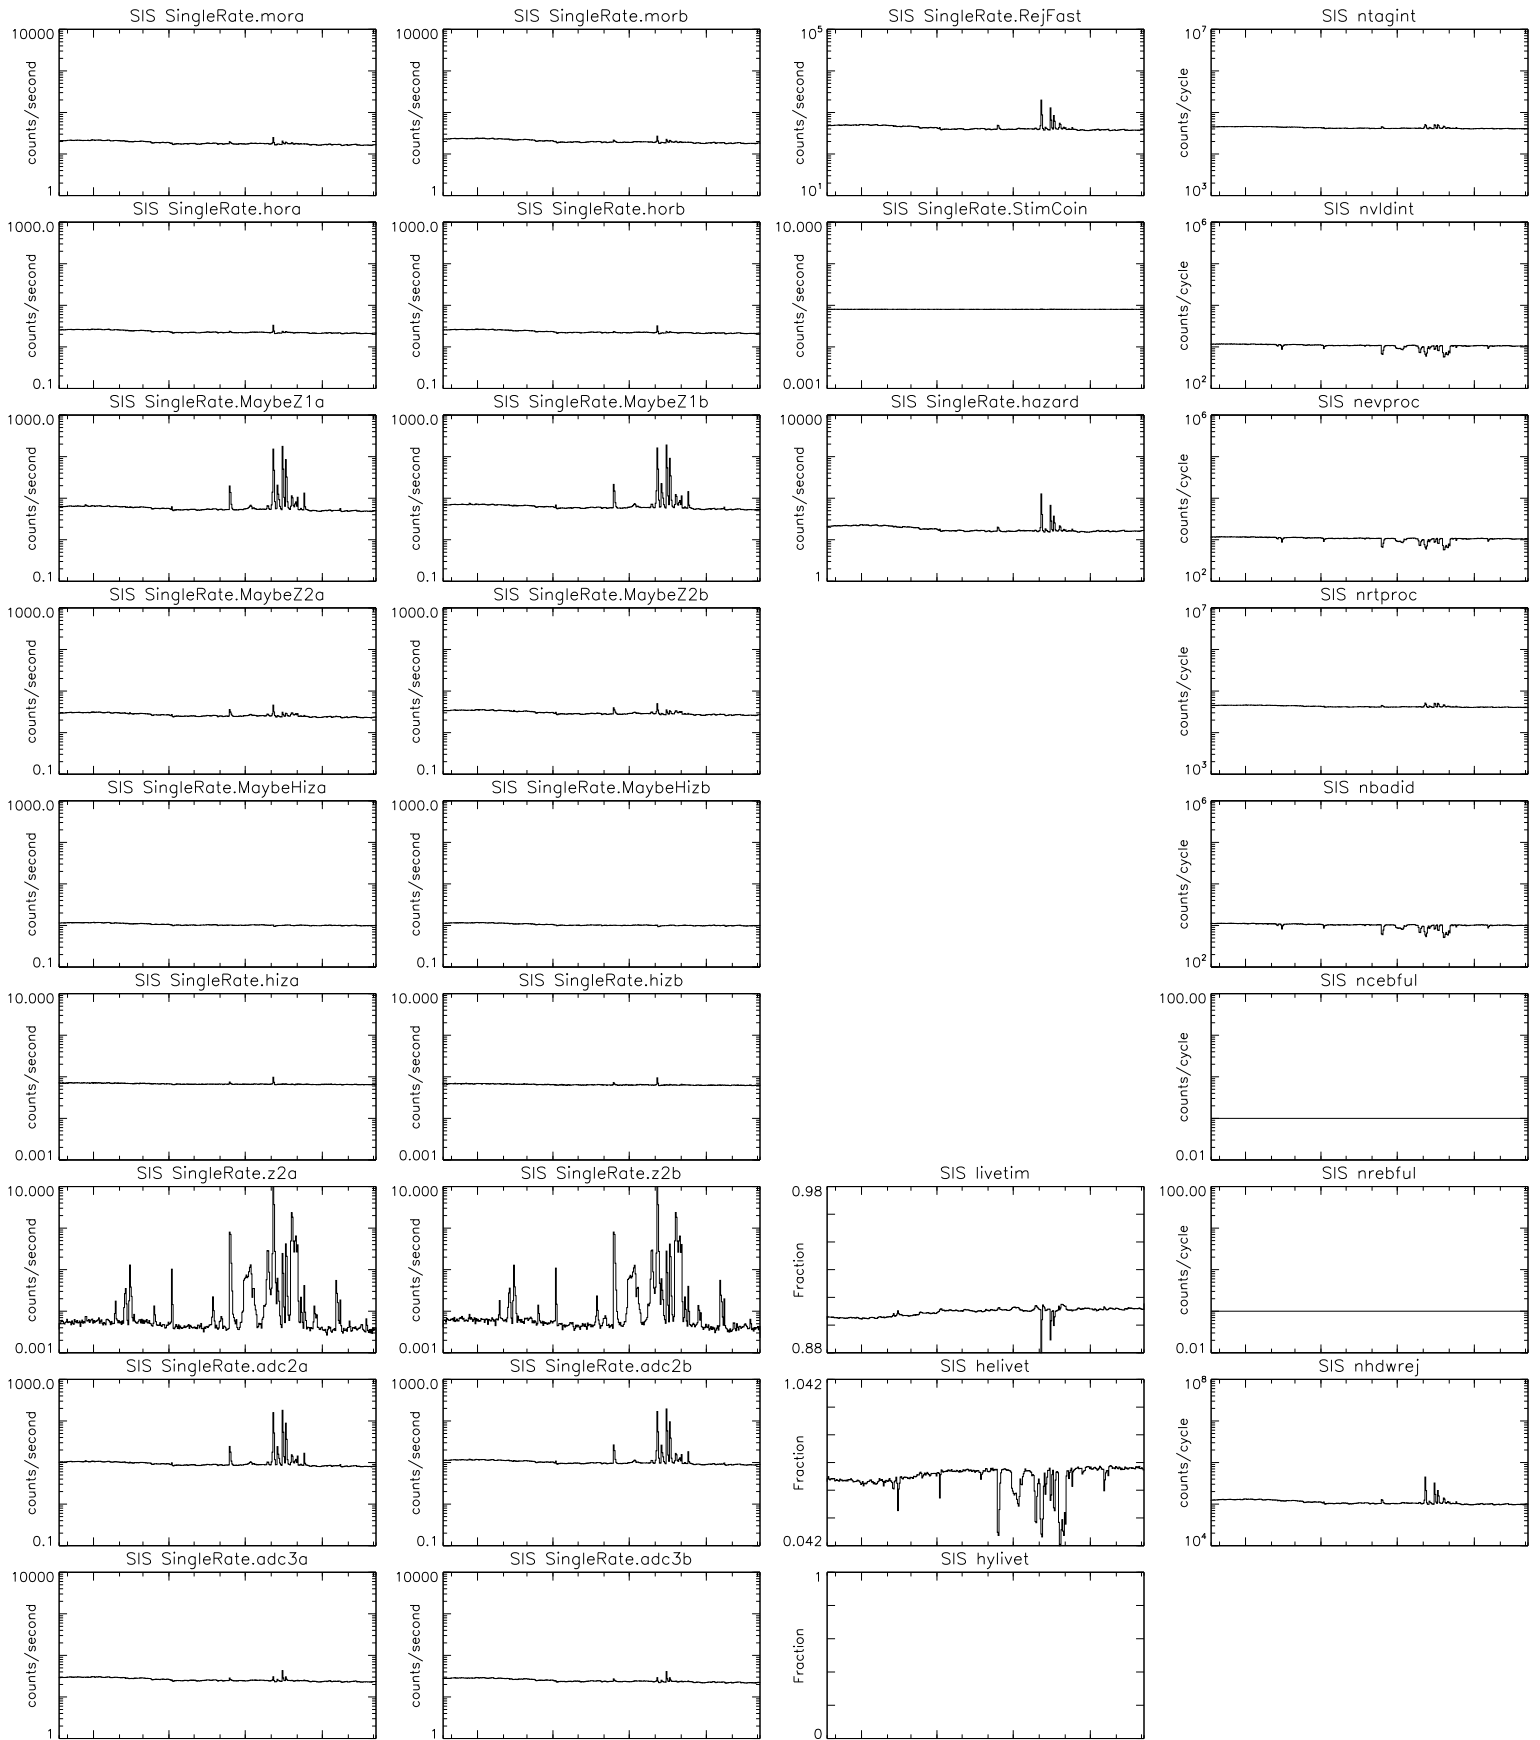 SIS SingleRate.mora
SIS SingleRate.morb
SIS SingleRate.RejFast
SIS ntagint
10000
counts/second
1
10000
counts/second
1
10^5
counts/second
10^1
10^7
counts/cycle
10^3
SIS SingleRate.hora
SIS SingleRate.horb
SIS SingleRate.StimCoin
SIS nvldint
1000.0
counts/second
0.1
1000.0
counts/second
0.1
10.000
counts/second
0.001
10^6
counts/cycle
10^2
SIS SingleRate.MaybeZ1a
SIS SingleRate.MaybeZ1b
SIS SingleRate.hazard
SIS nevproc
1000.0
counts/second
0.1
1000.0
counts/second
0.1
10000
counts/second
1
10^6
counts/cycle
10^2
SIS SingleRate.MaybeZ2a
SIS SingleRate.MaybeZ2b
SIS nrtproc
1000.0
counts/second
0.1
1000.0
counts/second
0.1
10^7
counts/cycle
10^3
SIS SingleRate.MaybeHiza
SIS SingleRate.MaybeHizb
SIS nbadid
1000.0
counts/second
0.1
1000.0
counts/second
0.1
10^6
counts/cycle
10^2
SIS SingleRate.hiza
SIS SingleRate.hizb
SIS ncebful
10.000
counts/second
0.001
10.000
counts/second
0.001
100.00
counts/cycle
0.01
SIS SingleRate.z2a
SIS SingleRate.z2b
SIS livetim
SIS nrebful
10.000
counts/second
0.001
10.000
counts/second
0.001
0.98
Fraction
0.88
100.00
counts/cycle
0.01
SIS SingleRate.adc2a
SIS SingleRate.adc2b
SIS helivet
SIS nhdwrej
1000.0
counts/second
0.1
1000.0
counts/second
0.1
1.042
Fraction
0.042
10^8
counts/cycle
10^4
SIS SingleRate.adc3a
SIS SingleRate.adc3b
SIS hylivet
10000
counts/second
1
10000
counts/second
1
1
Fraction
0